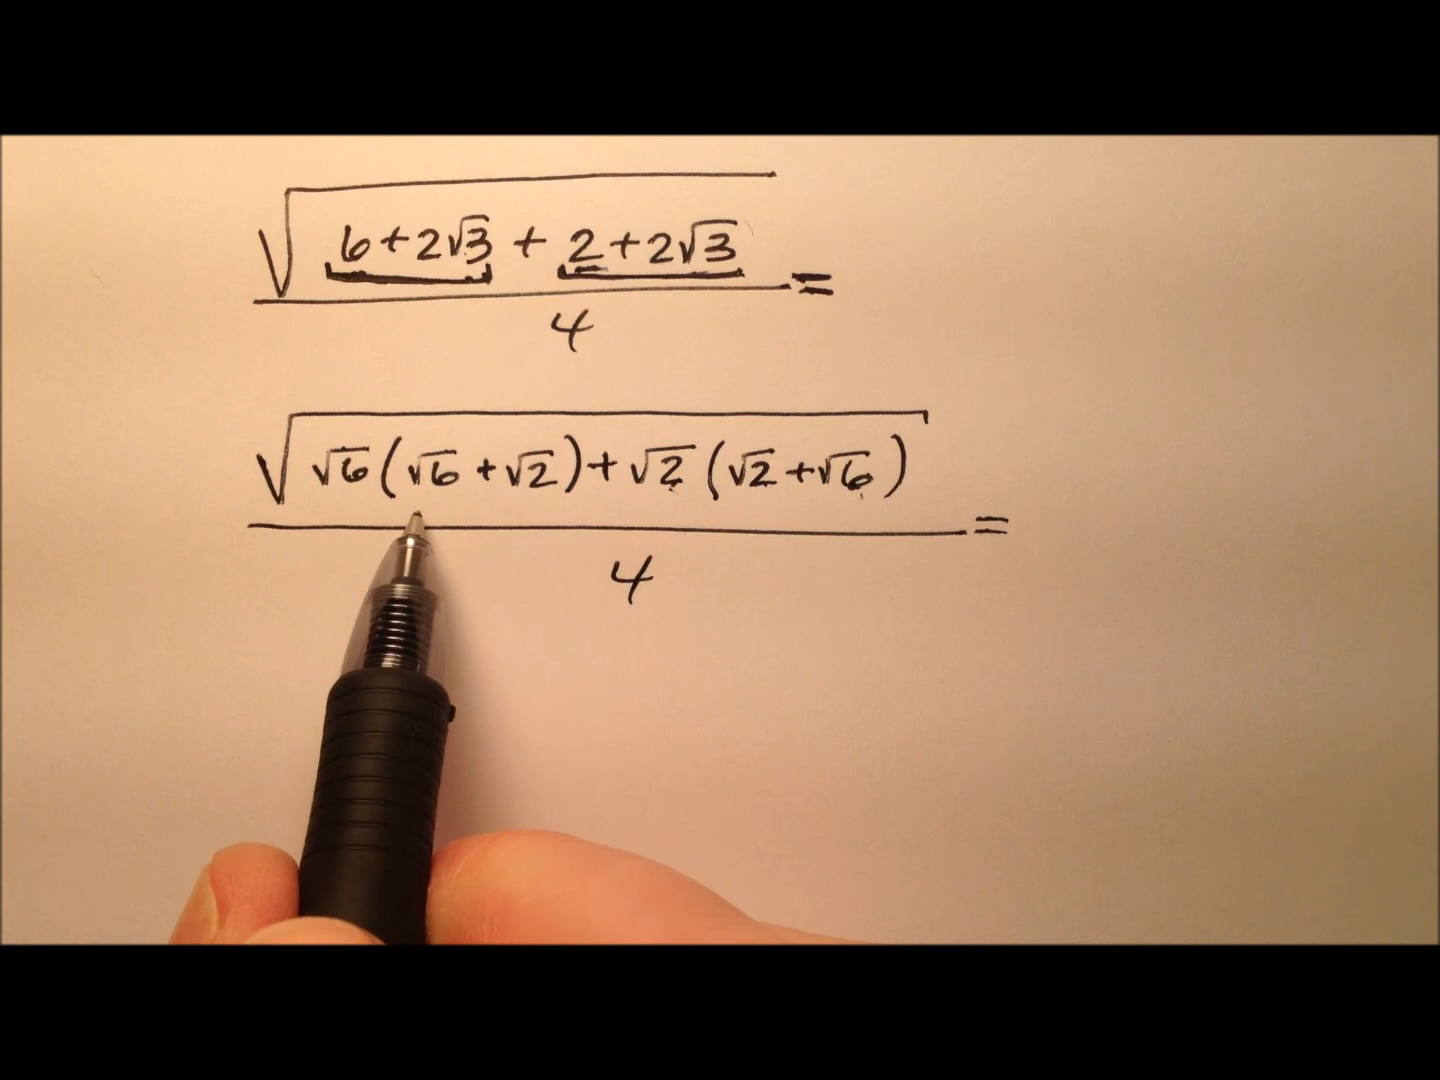 √(6+2√3 + 2+2√3) / 4 =
√(√6(√6+√2)+√2(√2+√6)) / 4 =